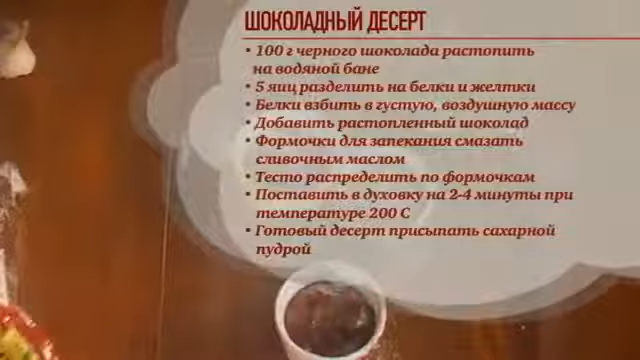 ШОКОЛАДНЫЙ ДЕСЕРТ
• 100 г черного шоколада растопить
на водяной бане
• 5 яиц разделить на белки и желтки
• Белки взбить в густую, воздушную массу
• Добавить растопленный шоколад
• Формочки для запекания смазать
сливочным маслом
• Тесто распределить по формочкам
• Поставить в духовку на 2-4 минуты при
температуре 200 С
• Готовый десерт присыпать сахарной
пудрой